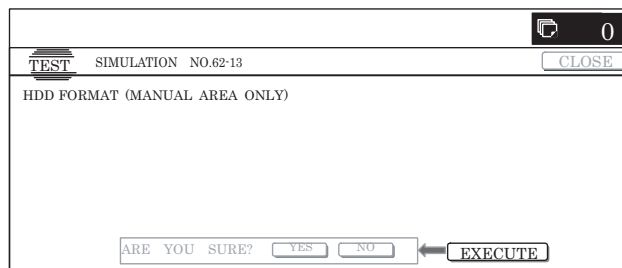 0
TEST SIMULATION NO.62-13 CLOSE
HDD FORMAT (MANUAL AREA ONLY)
ARE YOU SURE? YES NO EXECUTE